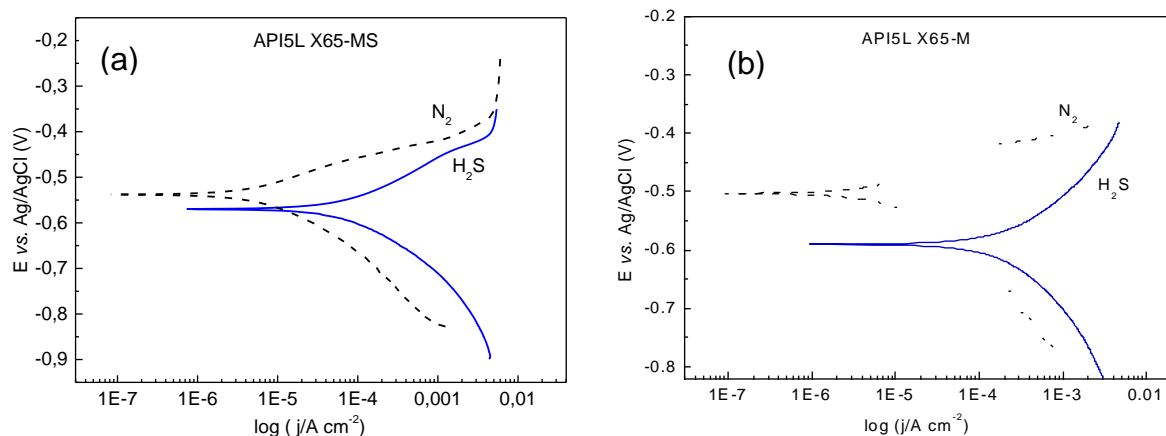 (a)
API5L X65-MS
N2
H2S
E vs. Ag/AgCl (V)
-0,2
-0,3
-0,4
-0,5
-0,6
-0,7
-0,8
-0,9
1E-7
1E-6
1E-5
1E-4
0,001
0,01
log ( j/A cm-2)
(b)
API5L X65-M
N2
H2S
E vs. Ag/AgCl (V)
-0.2
-0.3
-0.4
-0.5
-0.6
-0.7
-0.8
1E-7
1E-6
1E-5
1E-4
1E-3
0.01
log (j/A cm-2)